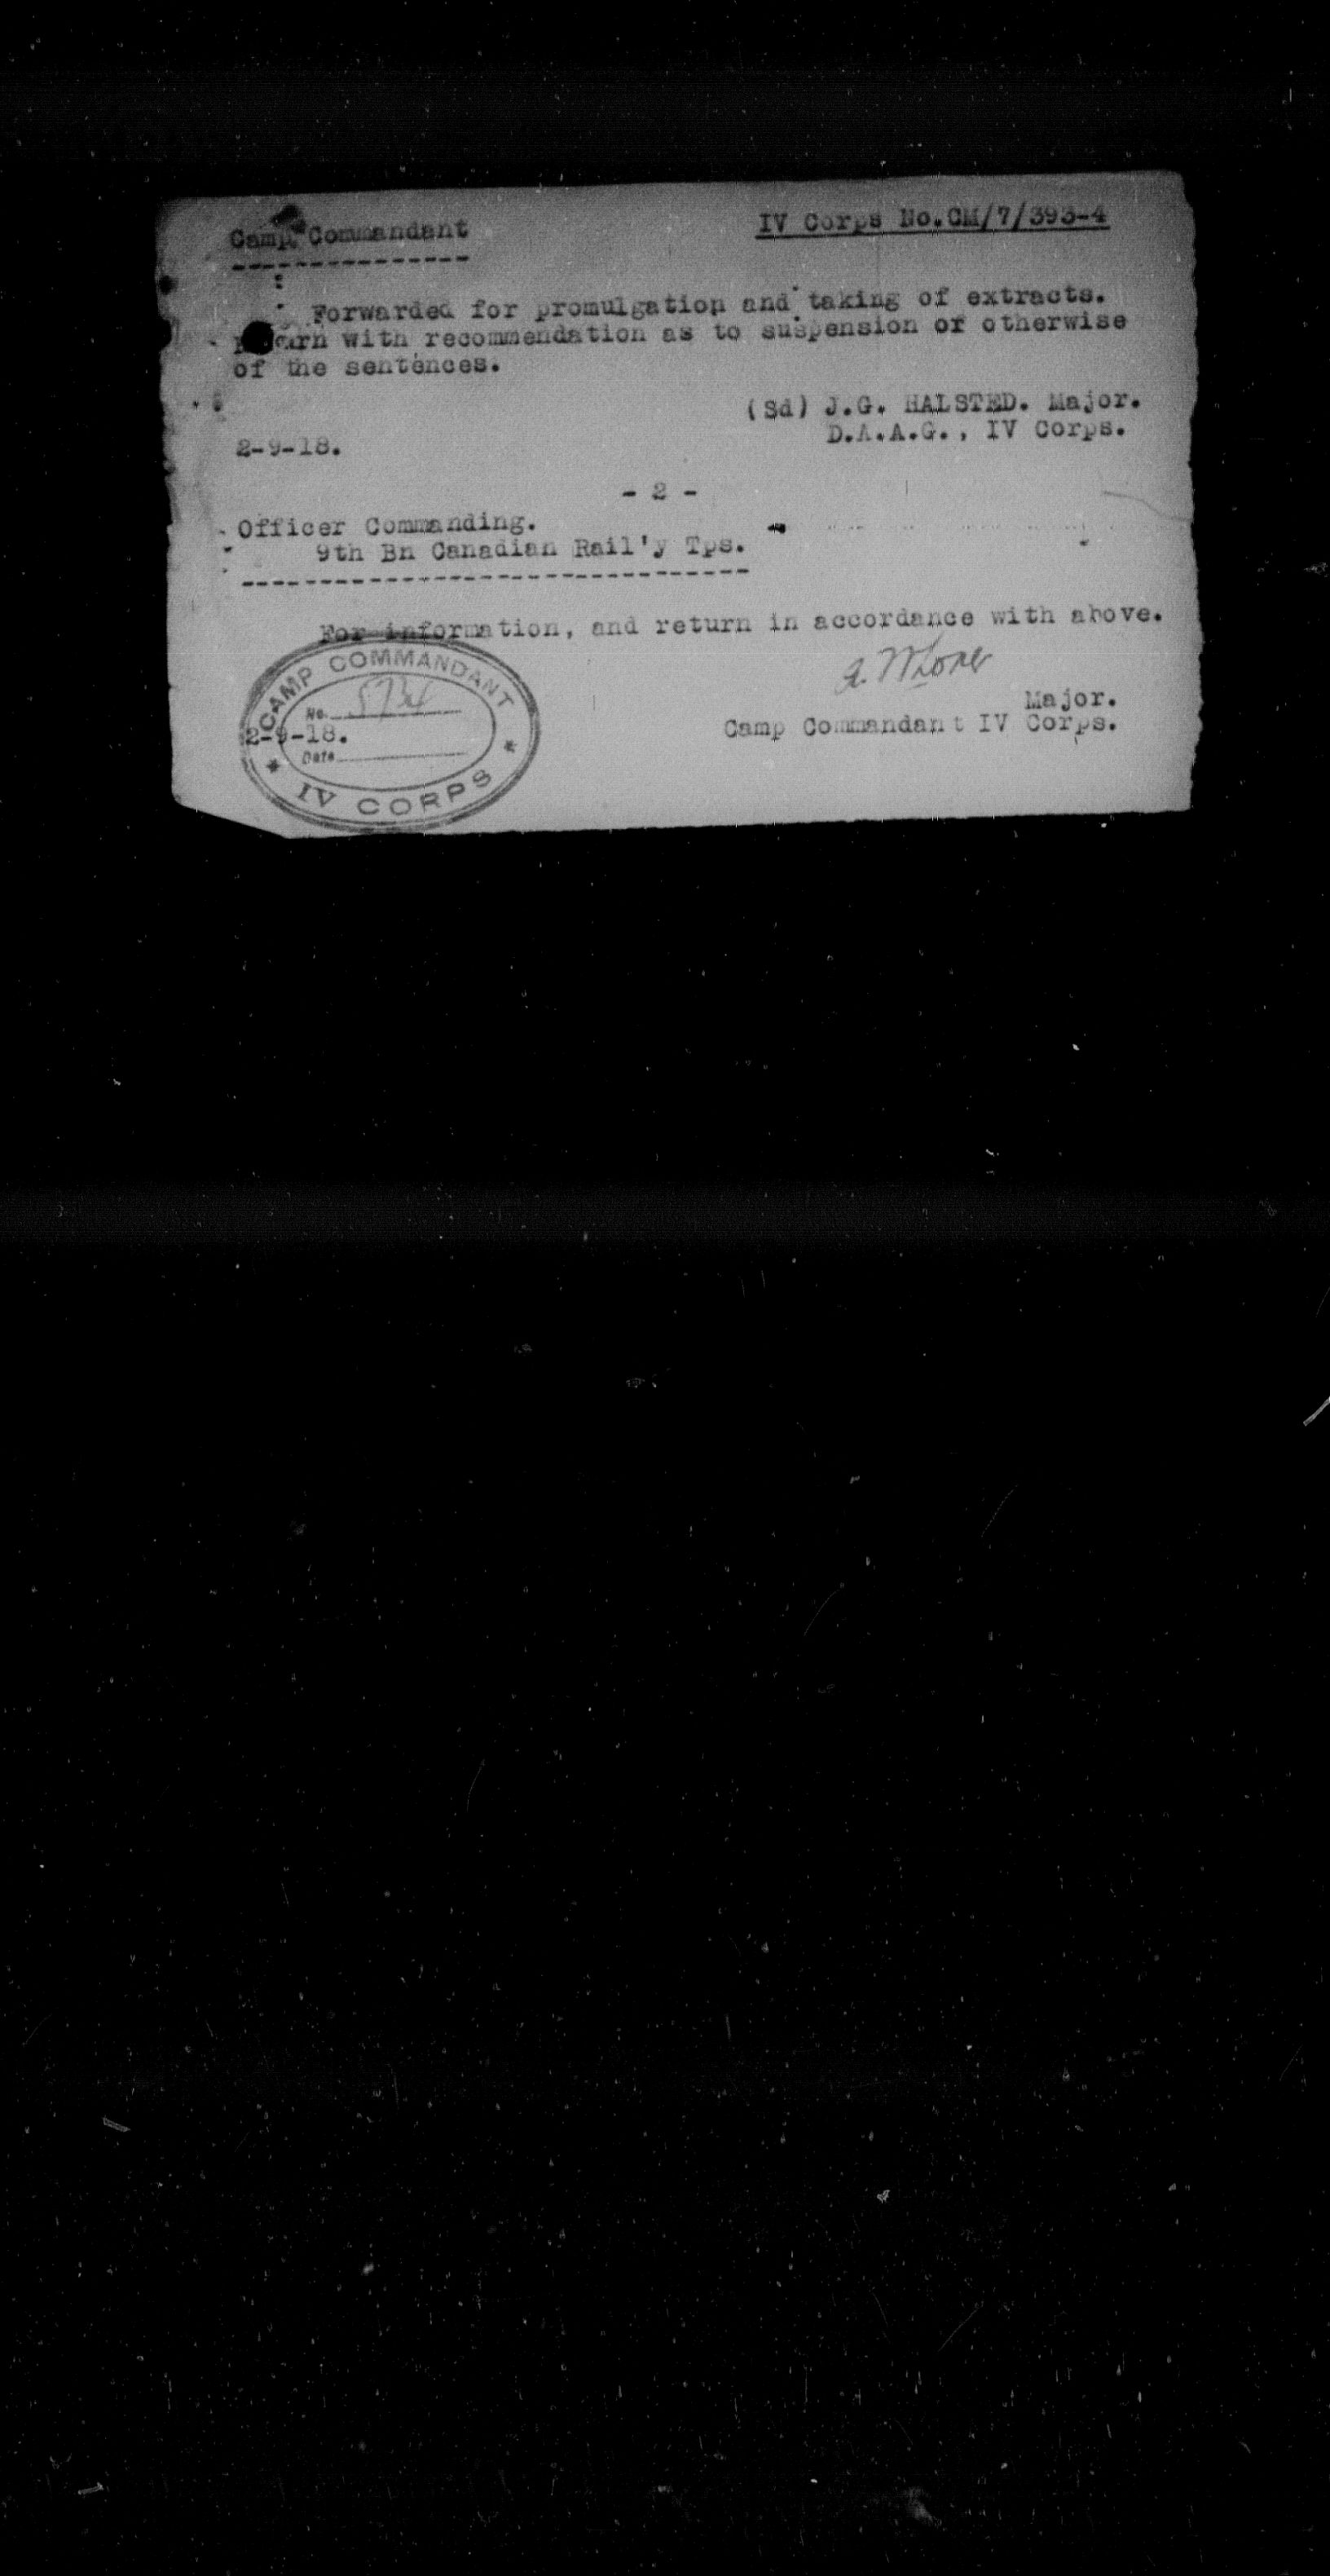 Camp Commandant
IV Corps No.CM/7/393-4
Forwarded for promulgation and taking of extracts.
with recommendation as to suspension or otherwise
of the sentences.
(Sd) J.G. HALSTED. Major.
D.A.A.G., IV Corps.
2-9-18.
- 2 -
Officer Commanding.
9th Bn Canadian Rail'y Tps.
For information, and return in accordance with above.
Major.
Camp Commandant IV Corps.
CAMP COMMANDANT
No. 5734
2-9-18.
Date
IV CORPS